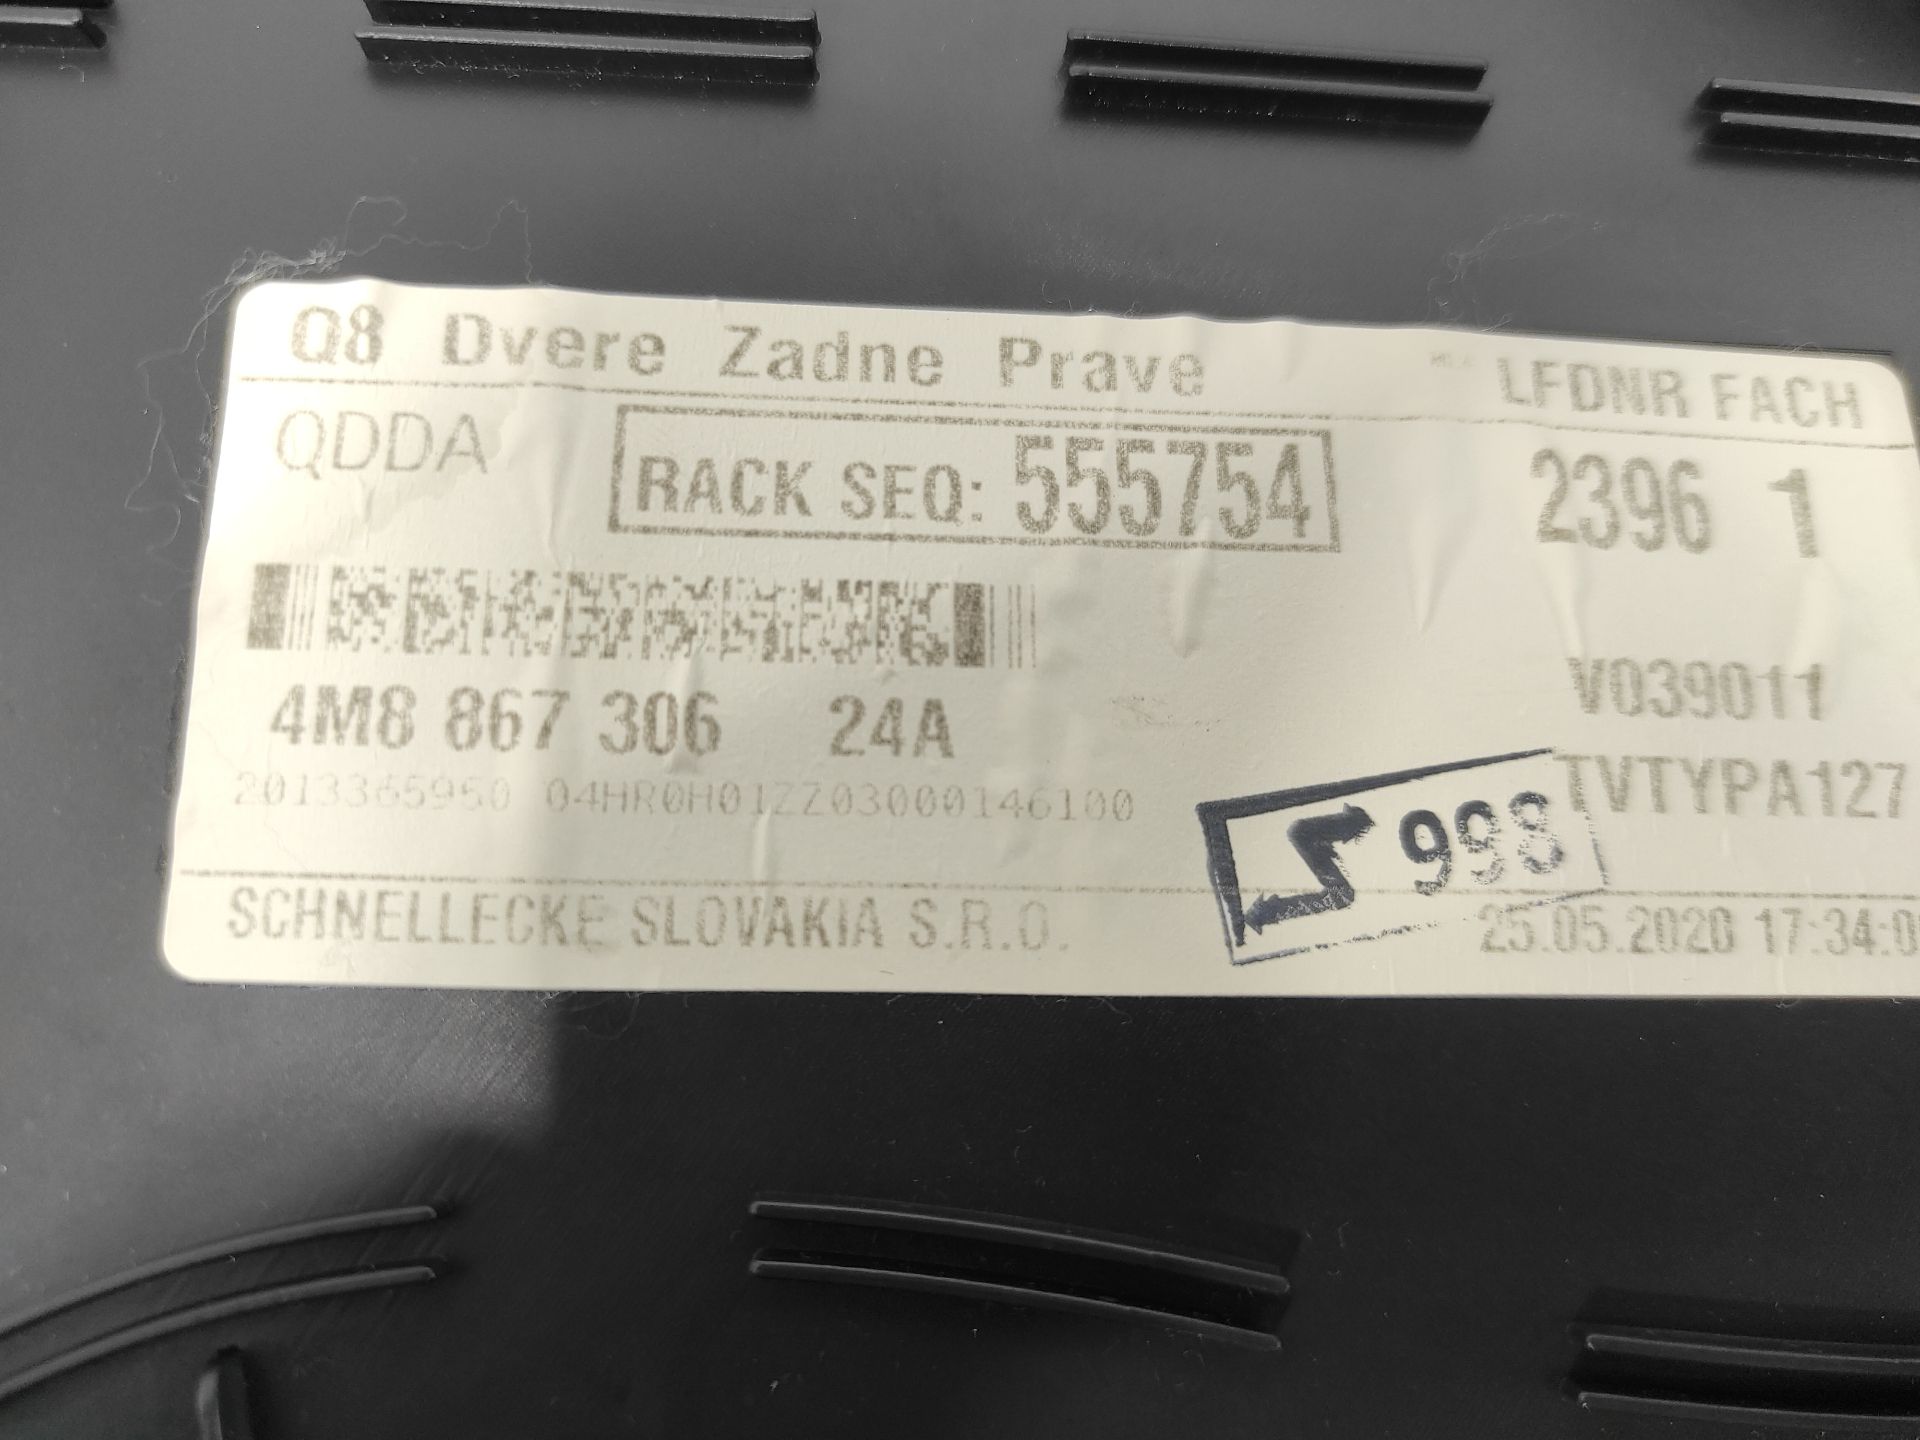 Q8 Dvere Zadne Prave
LFDNR FACH
QDDA
RACK SEQ: 555754
2396 1
V039011
4M8 867 306 24A
TVTYPA127
2013365950 04HR0H01ZZ03000146100
998
SCHNELLECKE SLOVAKIA S.R.O.
25.05.2020 17:34:0